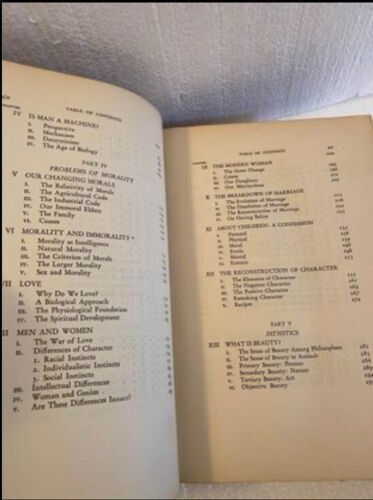 TABLE OF CONTENTS
CHAPTER
IV IS MAN A MACHINE?
i. Perspective
ii. Mechanism
iii. Determinism
iv. The Age of Biology
PART IV
PROBLEMS OF MORALITY
V OUR CHANGING MORALS
i. The Relativity of Morals
ii. The Agricultural Code
iii. The Industrial Code
iv. Our Immoral Elders
v. The Family
vi. Causes
VI MORALITY AND IMMORALITY
i. Morality as Intelligence
ii. Natural Morality
iii. The Criterion of Morals
iv. The Larger Morality
v. Sex and Morality
VII LOVE
i. Why Do We Love?
ii. A Biological Approach
iii. The Physiological Foundation
iv. The Spiritual Development
II MEN AND WOMEN
i. The War of Love
ii. Differences of Character
1. Racial Instincts
2. Individualistic Instincts
3. Social Instincts
iii. Intellectual Differences
iv. Woman and Genius
v. Are These Differences Innate?
TABLE OF CONTENTS
CHAPTER PAGE
IX THE MODERN WOMAN
i. The Great Change
ii. Causes
iii. Our Daughters
iv. Our Matriarchate
X THE BREAKDOWN OF MARRIAGE
i. The Evolution of Marriage
ii. The Dissolution of Marriage
iii. The Reconstruction of Marriage
iv. On Having Babies
XI ABOUT CHILDREN: A CONFESSION
i. Personal
ii. Physical
iii. Moral
iv. Erotic
v. Mental
XII THE RECONSTRUCTION OF CHARACTER
i. The Elements of Character
ii. The Negative Character
iii. The Positive Character
iv. Remaking Character
v. Recipes
PART V
ÆSTHETICS
XIII WHAT IS BEAUTY?
i. The Sense of Beauty Among Philosophers
ii. The Sense of Beauty in Animals
iii. Primary Beauty: Persons
iv. Secondary Beauty: Nature
v. Tertiary Beauty: Art
vi. Objective Beauty